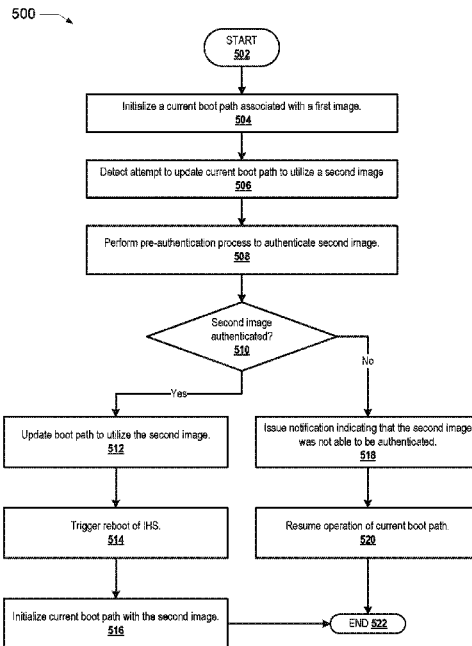 500
START
502
Initialize a current boot path associated with a first image.
504
Detect attempt to update current boot path to utilize a second image
506
Perform pre-authentication process to authenticate second image.
508
Second image
authenticated?
510
Yes
No
Update boot path to utilize the second image.
512
Issue notification indicating that the second image
was not able to be authenticated.
518
Trigger reboot of IHS.
514
Resume operation of current boot path.
520
Initialize current boot path with the second image.
516
END 522